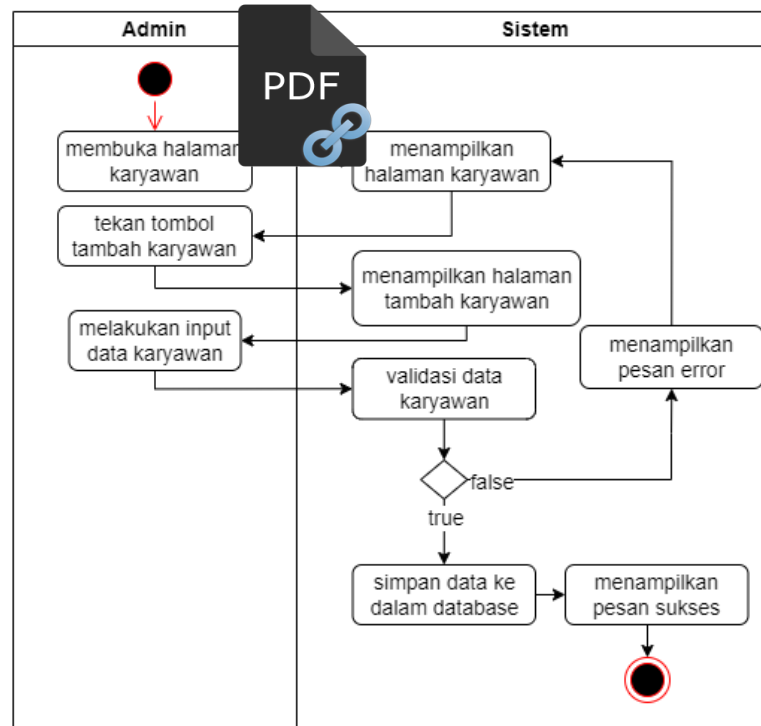 Admin
Sistem
PDF
membuka halaman
karyawan
menampilkan
halaman karyawan
tekan tombol
tambah karyawan
menampilkan halaman
tambah karyawan
melakukan input
data karyawan
menampilkan
pesan error
validasi data
karyawan
false
true
simpan data ke
dalam database
menampilkan
pesan sukses